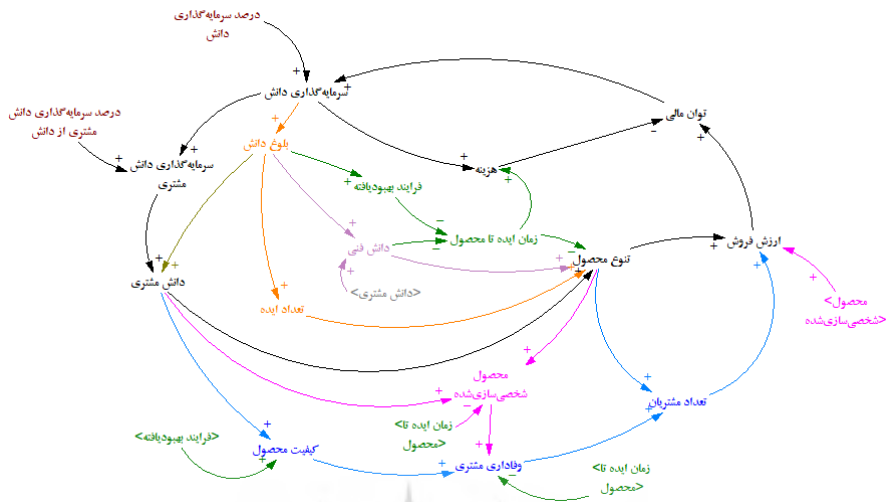 درصد سرمایه‌گذاری
دانش
سرمایه‌گذاری دانش
توان مالی
درصد سرمایه‌گذاری دانش
مشتری از دانش
بلوغ دانش
سرمایه‌گذاری دانش
مشتری
هزینه
فرایند بهبودیافته
زمان ایده تا محصول
ارزش فروش
دانش فنی
تنوع محصول
دانش مشتری
<دانش مشتری>
تعداد ایده
<محصول
شخصی‌سازی‌شده>
محصول
شخصی‌سازی‌شده
تعداد مشتریان
<زمان ایده تا
محصول>
<فرایند بهبودیافته>
کیفیت محصول
وفاداری مشتری
<زمان ایده تا
محصول>